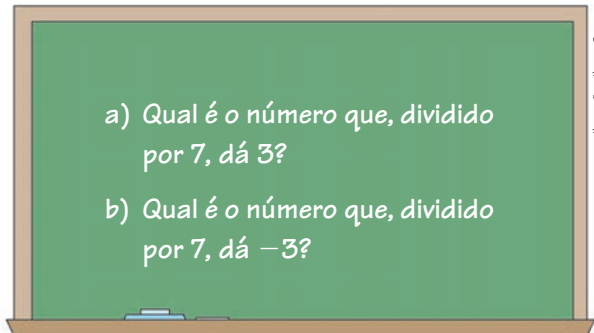 a) Qual é o número que, dividido
por 7, dá 3?
b) Qual é o número que, dividido
por 7, dá −3?